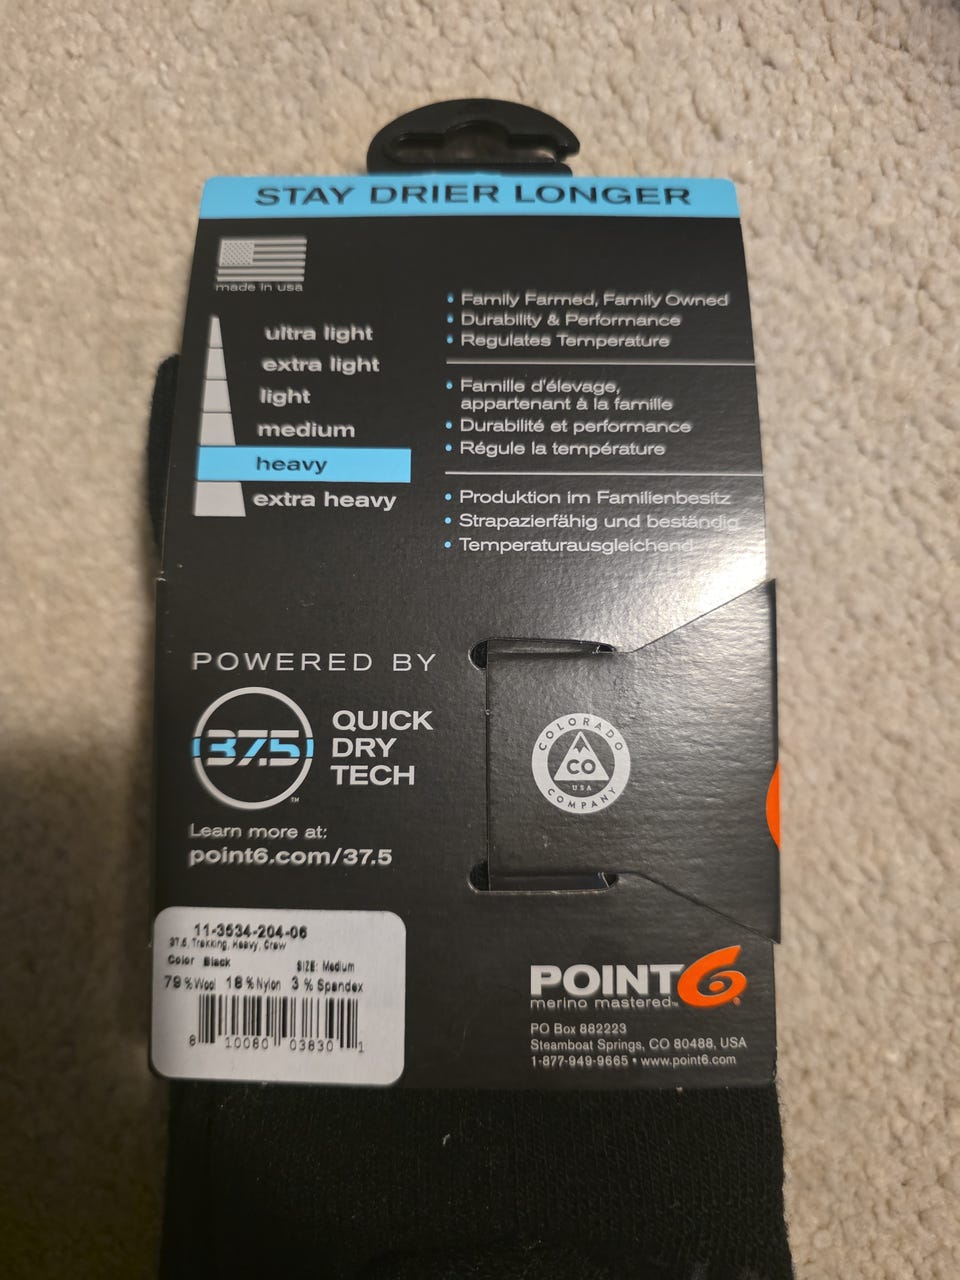 STAY DRIER LONGER
made in usa
ultra light
extra light
light
medium
heavy
extra heavy
• Family Farmed, Family Owned
• Durability & Performance
• Regulates Temperature
• Famille d'élevage,
appartenant à la famille
• Durabilité et performance
• Régule la température
• Produktion im Familienbesitz
• Strapazierfähig und beständig
• Temperaturausgleichend
POWERED BY
37.5 ™
QUICK
DRY
TECH
Learn more at:
point6.com/37.5
COLORADO
CO
USA
COMPANY
11-3534-204-06
37.5, Trekking, Heavy, Crew
Color Black SIZE: Medium
79 % Wool 18 % Nylon 3 % Spandex
8 10080 03830 1
POINT6®
merino mastered™
PO Box 882223
Steamboat Springs, CO 80488, USA
1-877-949-9665 • www.point6.com